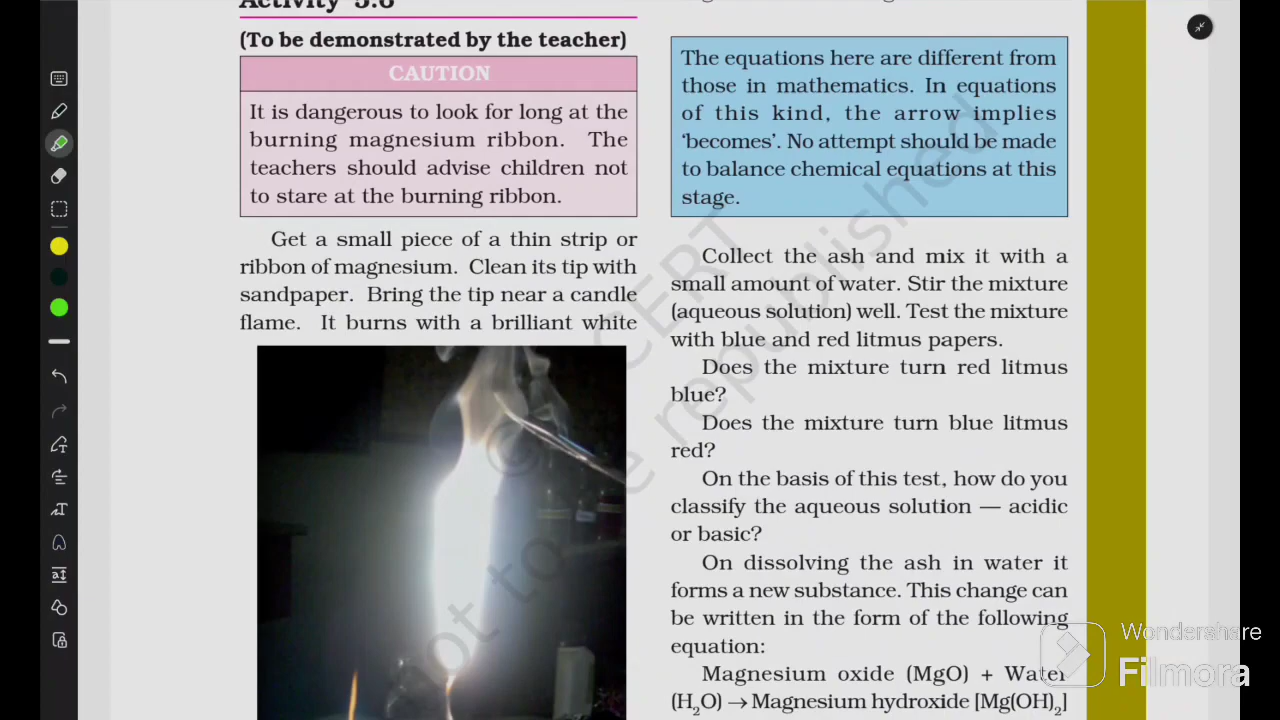 Activity 5.6
(To be demonstrated by the teacher)
CAUTION
It is dangerous to look for long at the
burning magnesium ribbon. The
teachers should advise children not
to stare at the burning ribbon.
Get a small piece of a thin strip or
ribbon of magnesium. Clean its tip with
sandpaper. Bring the tip near a candle
flame. It burns with a brilliant white
The equations here are different from
those in mathematics. In equations
of this kind, the arrow implies
‘becomes’. No attempt should be made
to balance chemical equations at this
stage.
Collect the ash and mix it with a
small amount of water. Stir the mixture
(aqueous solution) well. Test the mixture
with blue and red litmus papers.
Does the mixture turn red litmus
blue?
Does the mixture turn blue litmus
red?
On the basis of this test, how do you
classify the aqueous solution — acidic
or basic?
On dissolving the ash in water it
forms a new substance. This change can
be written in the form of the following
equation:
Magnesium oxide (MgO) + Water
(H₂O) → Magnesium hydroxide [Mg(OH)₂]
not to be republished
Wondershare
Filmora